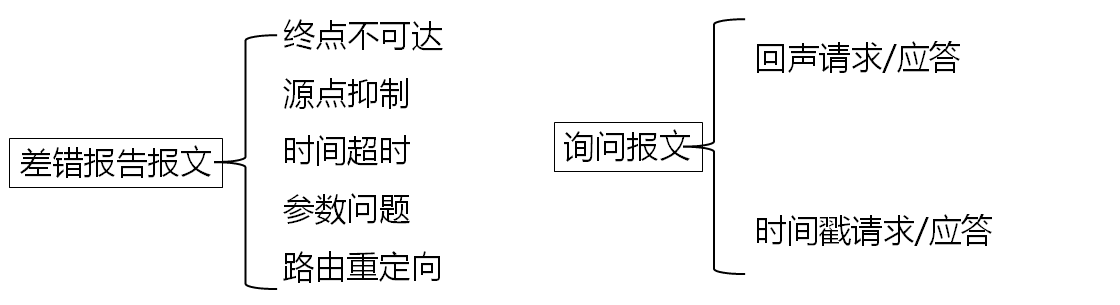 差错报告报文
终点不可达
源点抑制
时间超时
参数问题
路由重定向
询问报文
回声请求/应答
时间戳请求/应答